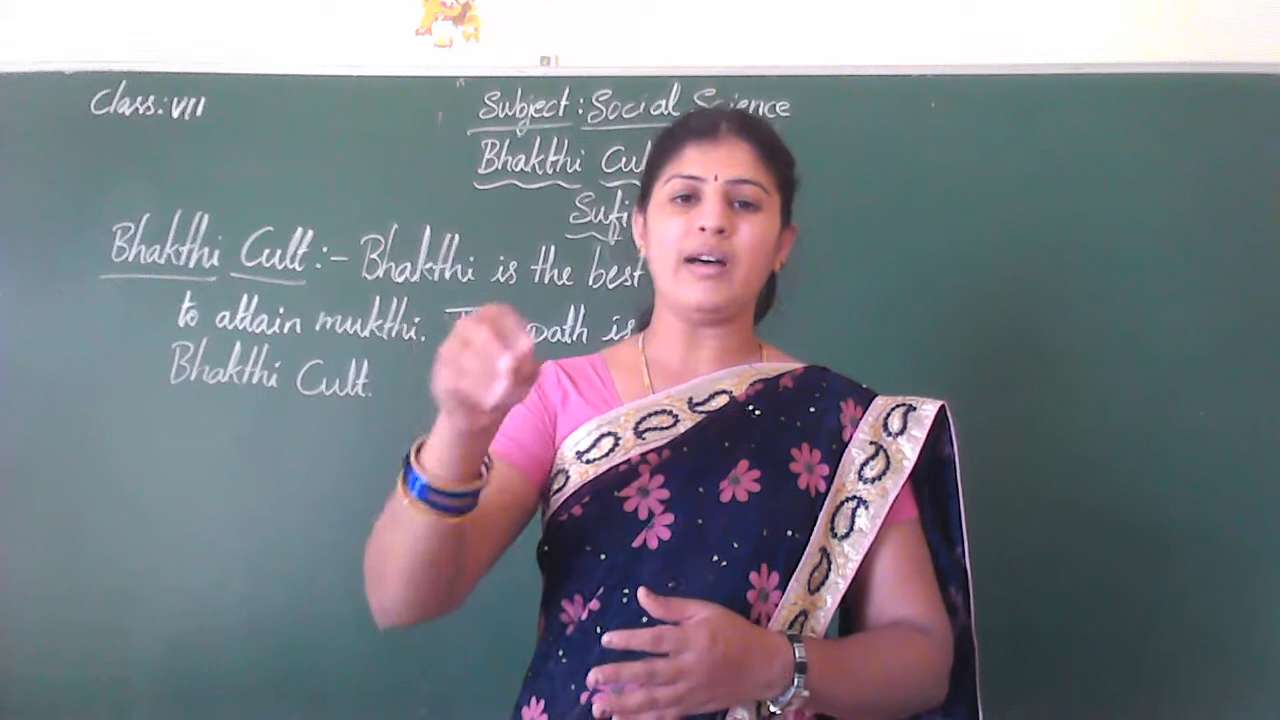 Class: VII
Subject: Social Science
Bhakthi Cul
Sufi
Bhakthi Cult :- Bhakthi is the best
to attain mukthi. path is
Bhakthi Cult.